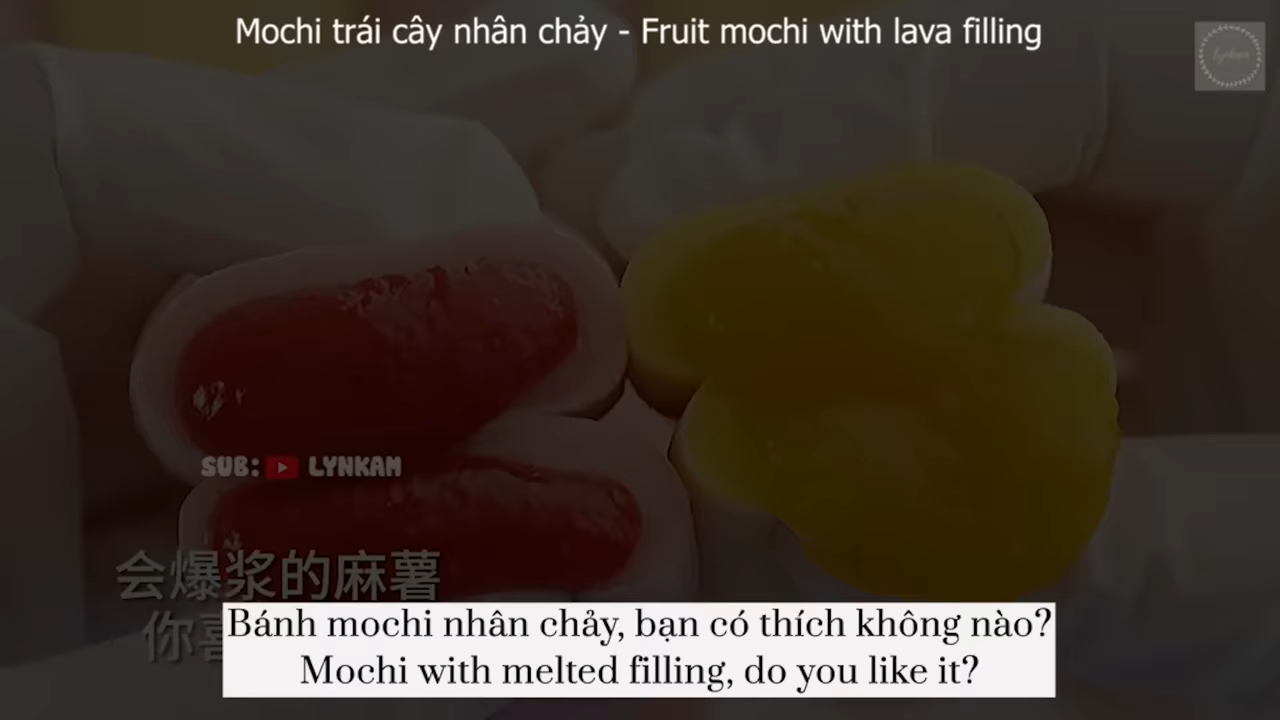 Mochi trái cây nhân chảy - Fruit mochi with lava filling
SUB: LYNKAM
会爆浆的麻薯
你喜
Bánh mochi nhân chảy, bạn có thích không nào?
Mochi with melted filling, do you like it?